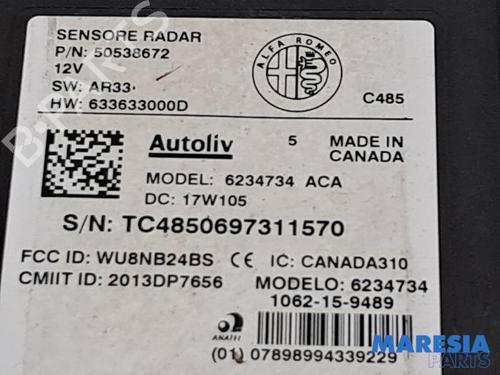 SENSORE RADAR
P/N: 50538672
12V
SW: AR33
HW: 633633000D
ALFA ROMEO
C485
Autoliv
5 MADE IN
CANADA
MODEL: 6234734 ACA
DC: 17W105
S/N: TC4850697311570
FCC ID: WU8NB24BS CE IC: CANADA310
CMIIT ID: 2013DP7656 MODELO: 6234734
1062-15-9489
ANATEL
(01) 07898994339229
B-PARTS
MARESIA
PARTS